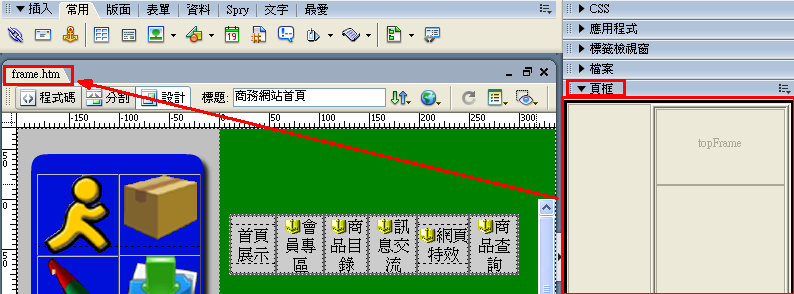 插入 常用 版面 表單 資料 Spry 文字 最愛
CSS
應用程式
標籤檢視窗
檔案
頁框
frame.htm
程式碼 分割 設計 標題: 商務網站首頁
-150 -100 -50 0 50 100 150 200 250 300
50
0
50
topFrame
首頁
展示
會
員專
區
商
品目
錄
訊
息交
流
網頁
特效
商
品查
詢